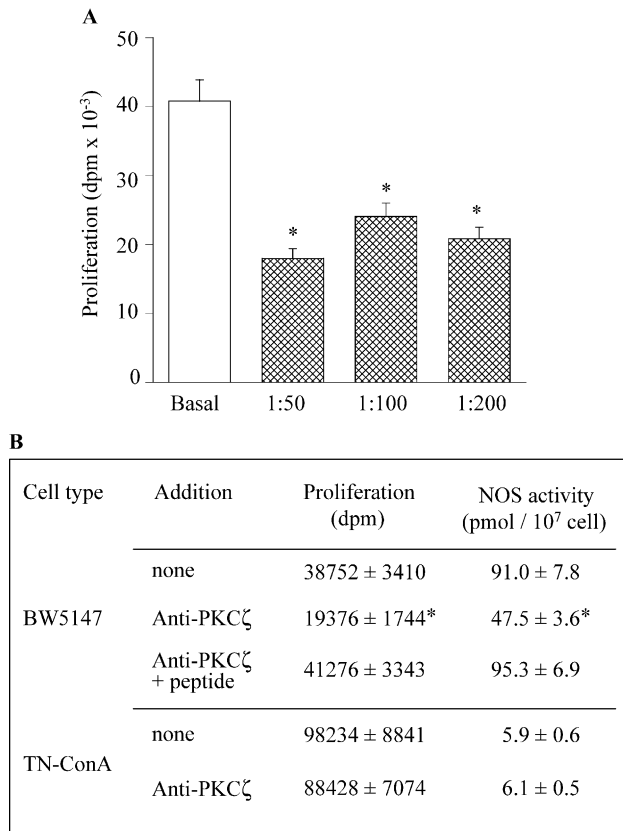 A
Proliferation (dpm x 10⁻³)
50
40
30
20
10
0
*
*
*
Basal 1:50 1:100 1:200
B
Cell type Addition Proliferation (dpm) NOS activity (pmol / 10⁷ cell)
none 38752 ± 3410 91.0 ± 7.8
BW5147 Anti-PKCζ 19376 ± 1744* 47.5 ± 3.6*
Anti-PKCζ + peptide 41276 ± 3343 95.3 ± 6.9
none 98234 ± 8841 5.9 ± 0.6
TN-ConA
Anti-PKCζ 88428 ± 7074 6.1 ± 0.5